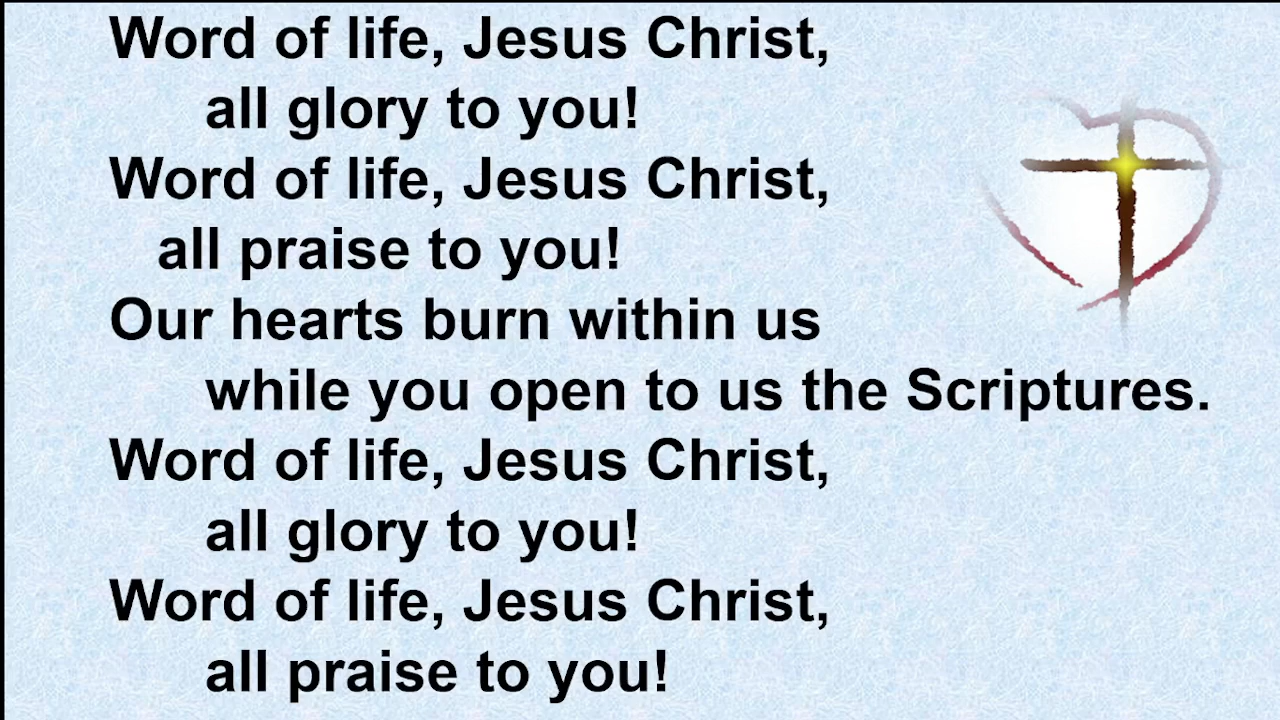 Word of life, Jesus Christ,
all glory to you!
Word of life, Jesus Christ,
all praise to you!
Our hearts burn within us
while you open to us the Scriptures.
Word of life, Jesus Christ,
all glory to you!
Word of life, Jesus Christ,
all praise to you!